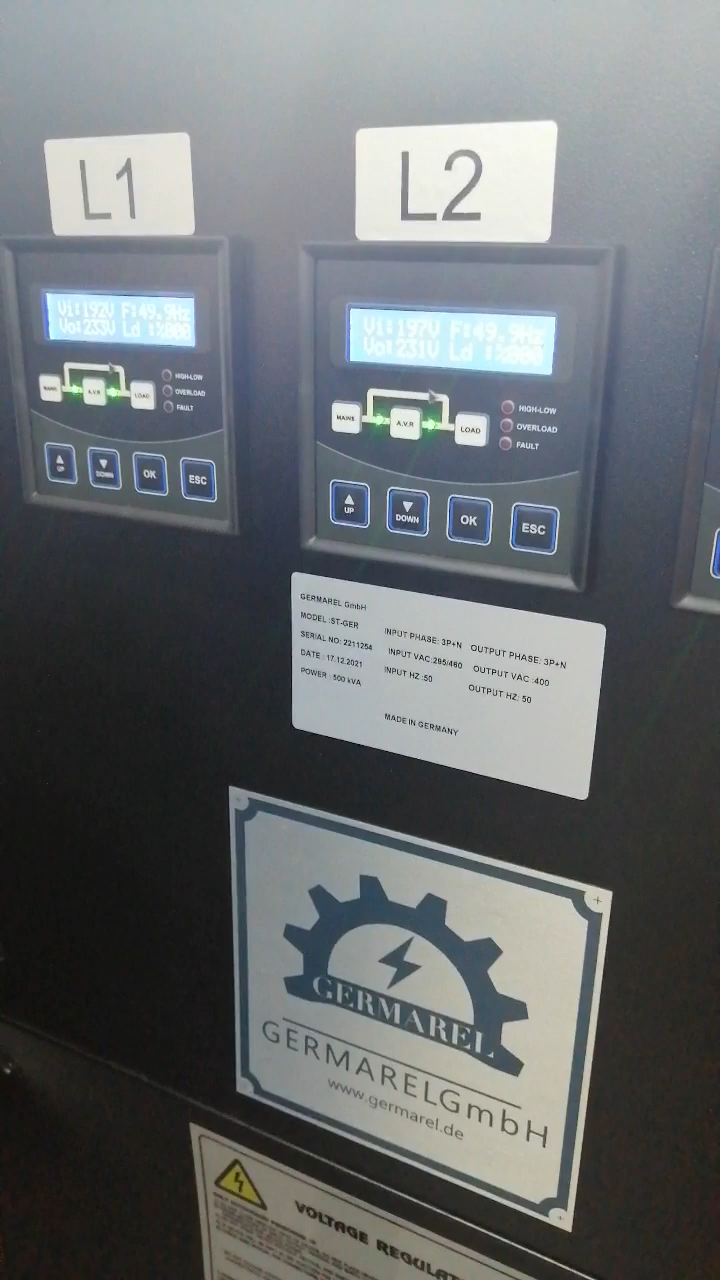 L1
Vi:192V F:49.9Hz
Vo:233V Ld :%000
MAINS
A.V.R
LOAD
HIGH-LOW
OVERLOAD
FAULT
UP
DOWN
OK
ESC
L2
Vi:197V F:49.9Hz
Vo:231V Ld :%000
MAINS
A.V.R
LOAD
HIGH-LOW
OVERLOAD
FAULT
UP
DOWN
OK
ESC
GERMAREL GmbH
MODEL :ST-GER
SERIAL NO: 2211254
DATE : 17.12.2021
POWER : 500 kVA
INPUT PHASE: 3P+N
INPUT VAC:295/460
INPUT HZ:50
OUTPUT PHASE: 3P+N
OUTPUT VAC :400
OUTPUT HZ: 50
MADE IN GERMANY
GERMAREL
GERMARELGmbH
www.germarel.de
VOLTAGE